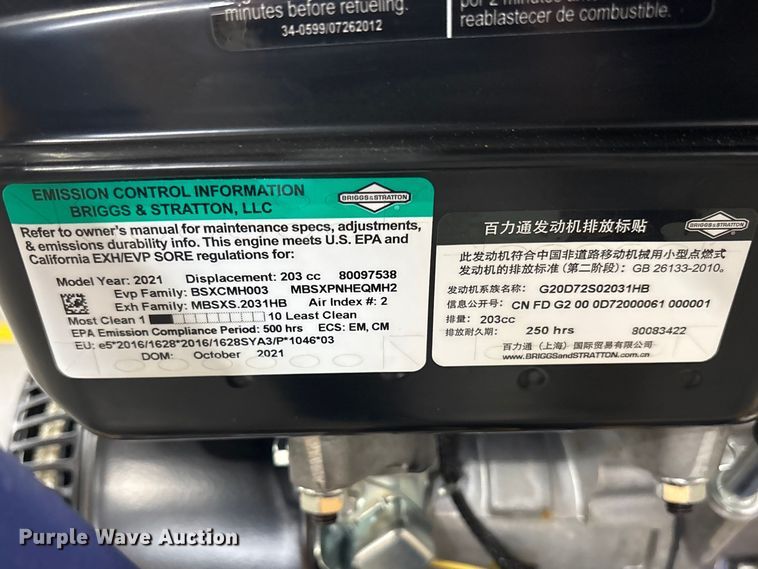 minutes before refueling.
34-0599/07262012
por 2 minutos
reablastecer de combustible.
EMISSION CONTROL INFORMATION
BRIGGS & STRATTON, LLC
BRIGGS&STRATTON
Refer to owner's manual for maintenance specs, adjustments,
& emissions durability info. This engine meets U.S. EPA and
California EXH/EVP SORE regulations for:
Model Year: 2021 Displacement: 203 cc 80097538
Evp Family: BSXCMH003 MBSXPNHEQMH2
Exh Family: MBSXS.2031HB Air Index #: 2
Most Clean 1 10 Least Clean
EPA Emission Compliance Period: 500 hrs ECS: EM, CM
EU: e5*2016/1628*2016/1628SYA3/P*1046*03
DOM: October 2021
百力通发动机排放标贴
BRIGGS&STRATTON
此发动机符合中国非道路移动机械用小型点燃式
发动机的排放标准（第二阶段）: GB 26133-2010。
发动机系族名称: G20D72S02031HB
信息公开号: CN FD G2 00 0D72000061 000001
排量: 203cc
排放耐久期: 250 hrs 80083422
百力通（上海）国际贸易有限公司
www.BRIGGSandSTRATTON.com.cn
Purple Wave Auction